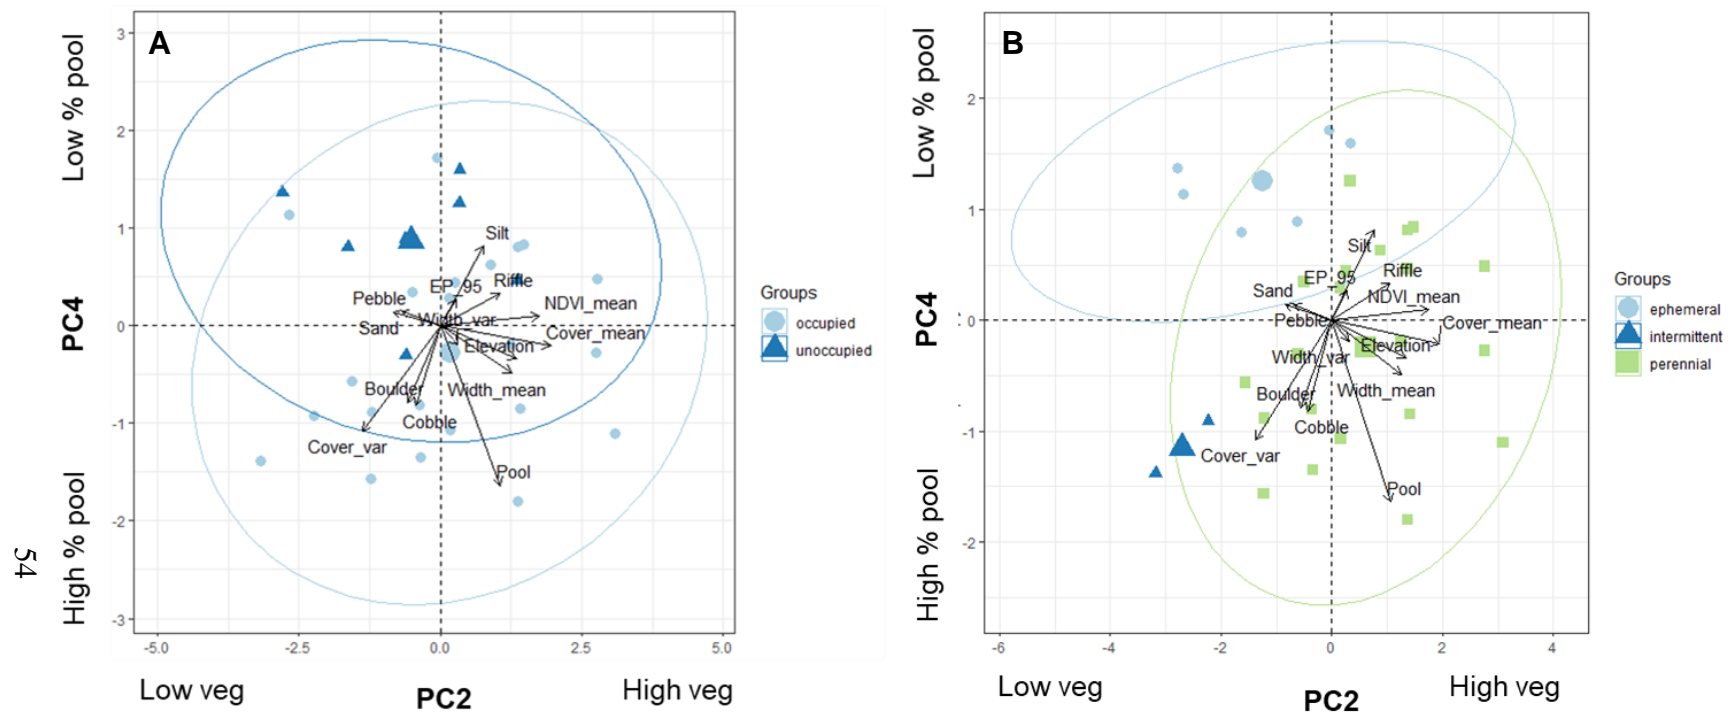 A
Low % pool
PC4
High % pool
54
3
2
1
0
-1
-2
-3
-5.0
-2.5
0.0
2.5
5.0
Low veg
PC2
High veg
Silt
EP_95
Riffle
Pebble
NDVI_mean
Width_var
Sand
Cover_mean
Elevation
Boulder
Width_mean
Cobble
Cover_var
Pool
Groups
occupied
unoccupied
B
Low % pool
PC4
High % pool
2
1
0
-1
-2
-6
-4
-2
0
2
4
Low veg
PC2
High veg
Silt
EP_95
Riffle
Sand
NDVI_mean
Pebble
Cover_mean
Elevation
Width_var
Boulder
Width_mean
Cobble
Cover_var
Pool
Groups
ephemeral
intermittent
perennial